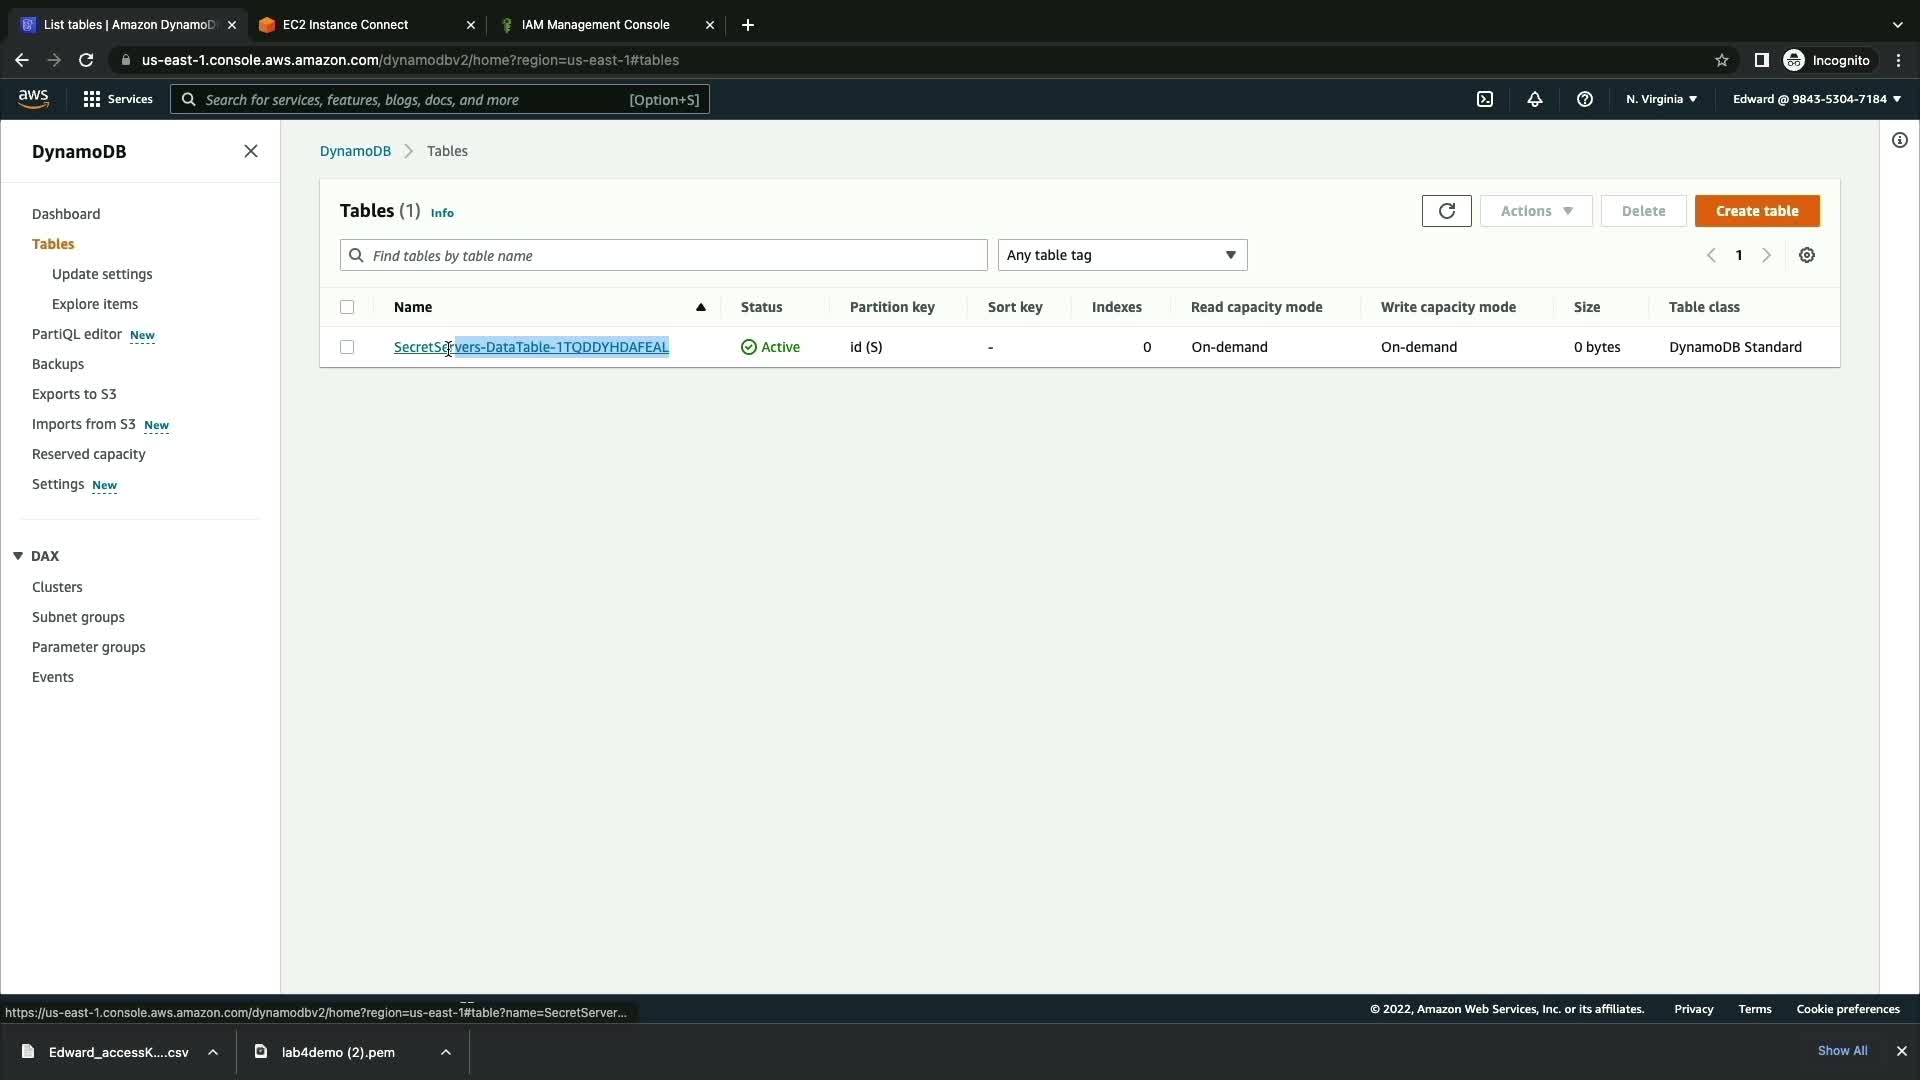 List tables | Amazon DynamoD
EC2 Instance Connect
IAM Management Console
us-east-1.console.aws.amazon.com/dynamodbv2/home?region=us-east-1#tables
Incognito
aws
Services
Search for services, features, blogs, docs, and more
[Option+S]
N. Virginia
Edward @ 9843-5304-7184
DynamoDB
DynamoDB
Tables
Dashboard
Tables
Update settings
Explore items
PartiQL editor New
Backups
Exports to S3
Imports from S3 New
Reserved capacity
Settings New
DAX
Clusters
Subnet groups
Parameter groups
Events
Tables (1) Info
Actions
Delete
Create table
Find tables by table name
Any table tag
1
Name Status Partition key Sort key Indexes Read capacity mode Write capacity mode Size Table class
SecretServers-DataTable-1TQDDYHDAFEAL Active id (S) - 0 On-demand On-demand 0 bytes DynamoDB Standard
https://us-east-1.console.aws.amazon.com/dynamodbv2/home?region=us-east-1#table?name=SecretServer...
© 2022, Amazon Web Services, Inc. or its affiliates. Privacy Terms Cookie preferences
Edward_accessK....csv
lab4demo (2).pem
Show All